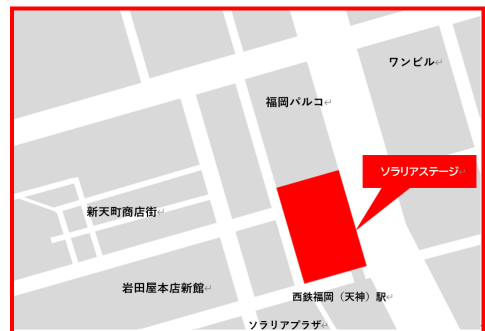 ワンビル↵
福岡パルコ↵
ソラリアステージ↵
新天町商店街↵
岩田屋本店新館↵
西鉄福岡（天神）駅↵
ソラリアプラザ↵